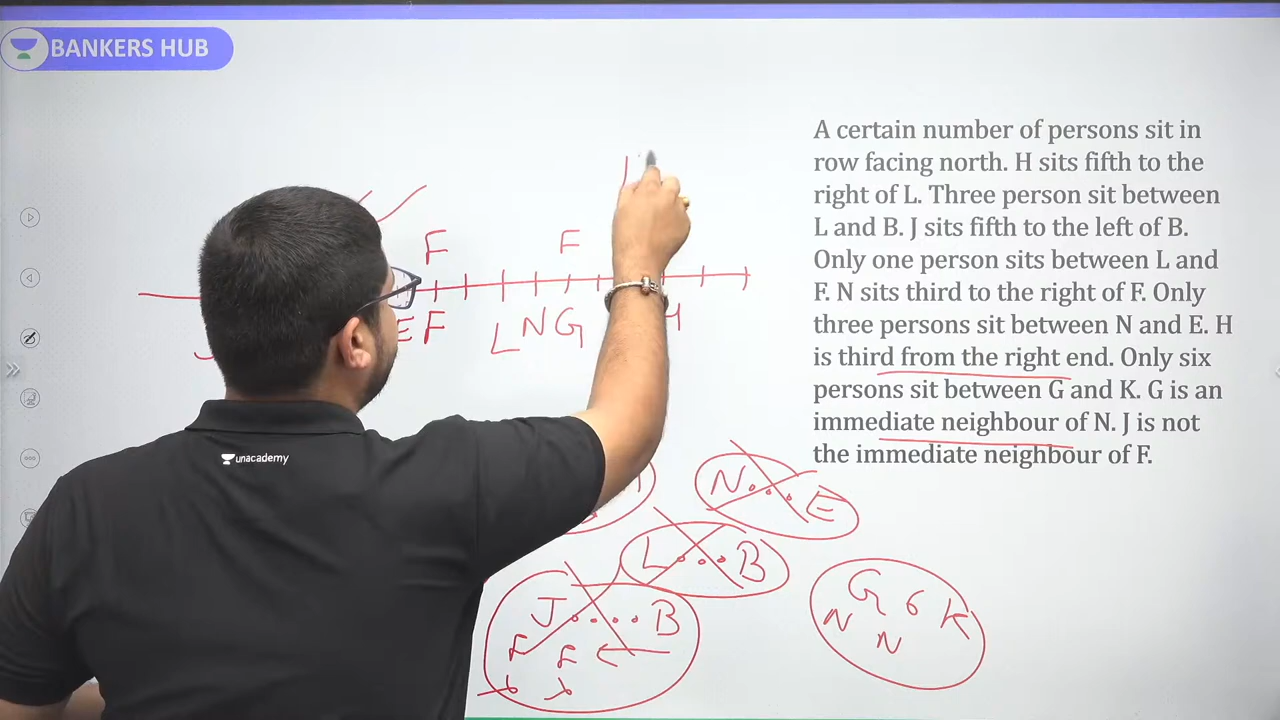 BANKERS HUB
A certain number of persons sit in
row facing north. H sits fifth to the
right of L. Three person sit between
L and B. J sits fifth to the left of B.
Only one person sits between L and
F. N sits third to the right of F. Only
three persons sit between N and E. H
is third from the right end. Only six
persons sit between G and K. G is an
immediate neighbour of N. J is not
the immediate neighbour of F.
F F
E F L N G
unacademy
N . . . E
L . . . B
J . . . . B
F F
G 6 K
N N